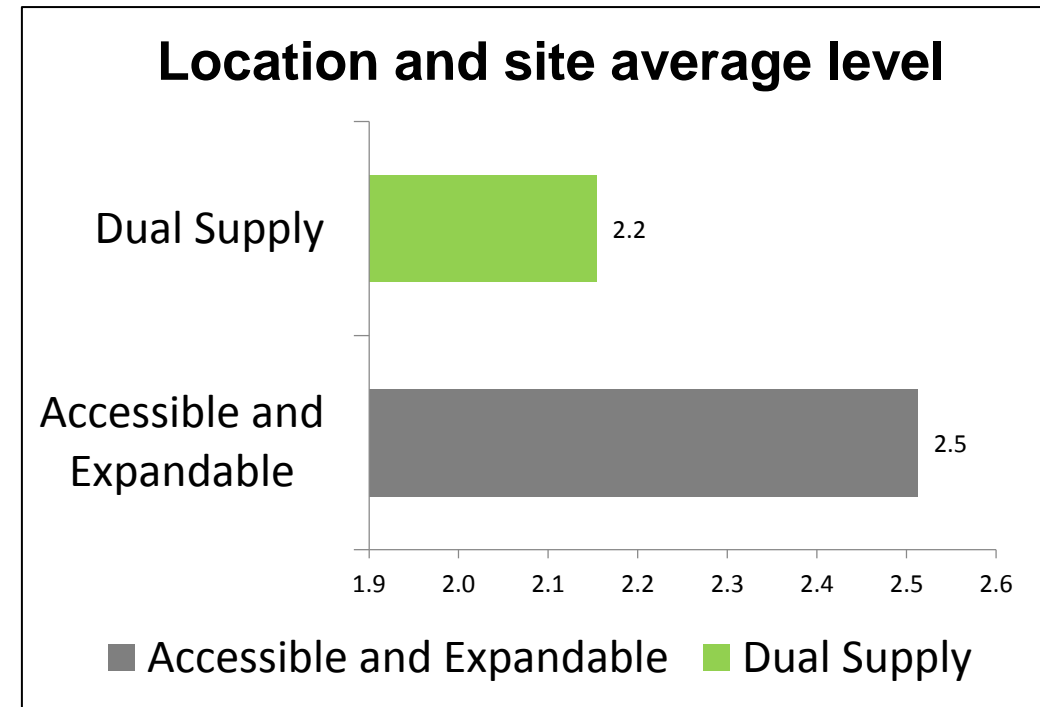 Location and site average level
Dual Supply
2.2
Accessible and
Expandable
2.5
1.9 2.0 2.1 2.2 2.3 2.4 2.5 2.6
Accessible and Expandable Dual Supply